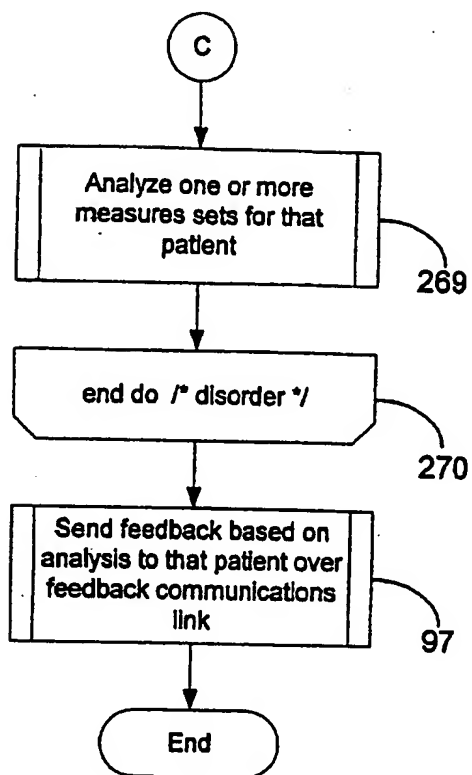 C
Analyze one or more
measures sets for that
patient
269
end do /* disorder */
270
Send feedback based on
analysis to that patient over
feedback communications
link
97
End